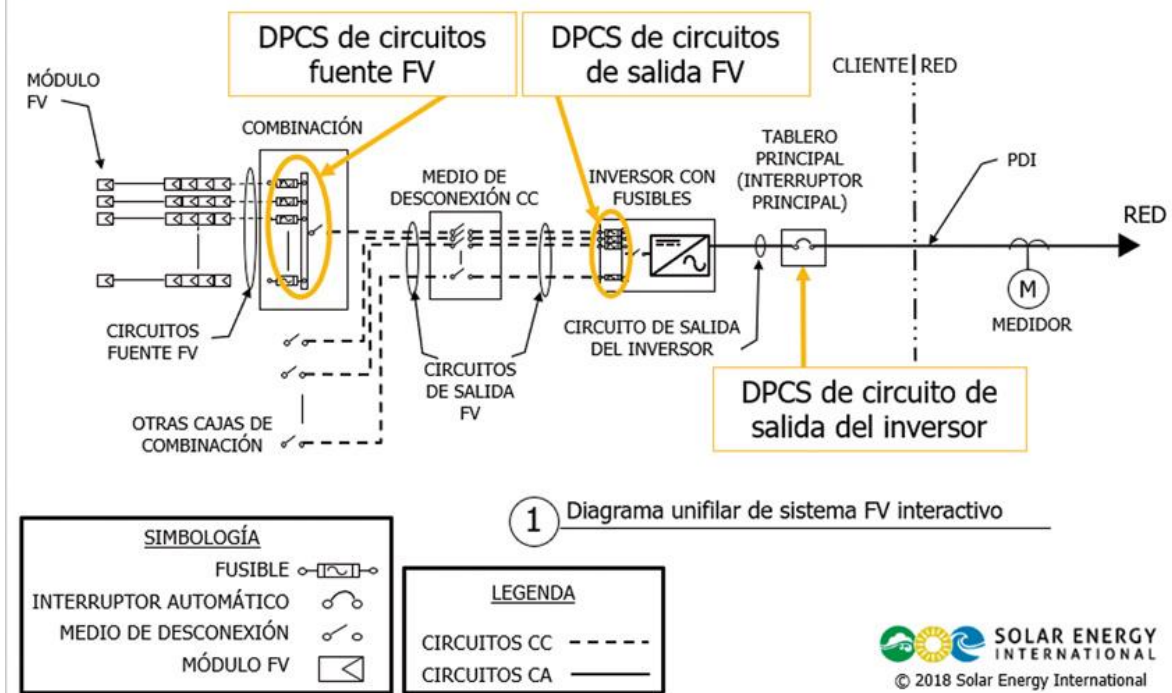 DPCS de circuitos
fuente FV
DPCS de circuitos
de salida FV
CLIENTE
RED
MÓDULO
FV
COMBINACIÓN
MEDIO DE
DESCONEXIÓN CC
INVERSOR CON
FUSIBLES
TABLERO
PRINCIPAL
(INTERRUPTOR
PRINCIPAL)
PDI
RED
CIRCUITOS
FUENTE FV
CIRCUITOS
DE SALIDA
FV
CIRCUITO DE SALIDA
DEL INVERSOR
M
MEDIDOR
OTRAS CAJAS DE
COMBINACIÓN
DPCS de circuito de
salida del inversor
1 Diagrama unifilar de sistema FV interactivo
SIMBOLOGÍA
FUSIBLE
INTERRUPTOR AUTOMÁTICO
MEDIO DE DESCONEXIÓN
MÓDULO FV
LEGENDA
CIRCUITOS CC
CIRCUITOS CA
SOLAR ENERGY
INTERNATIONAL
© 2018 Solar Energy International